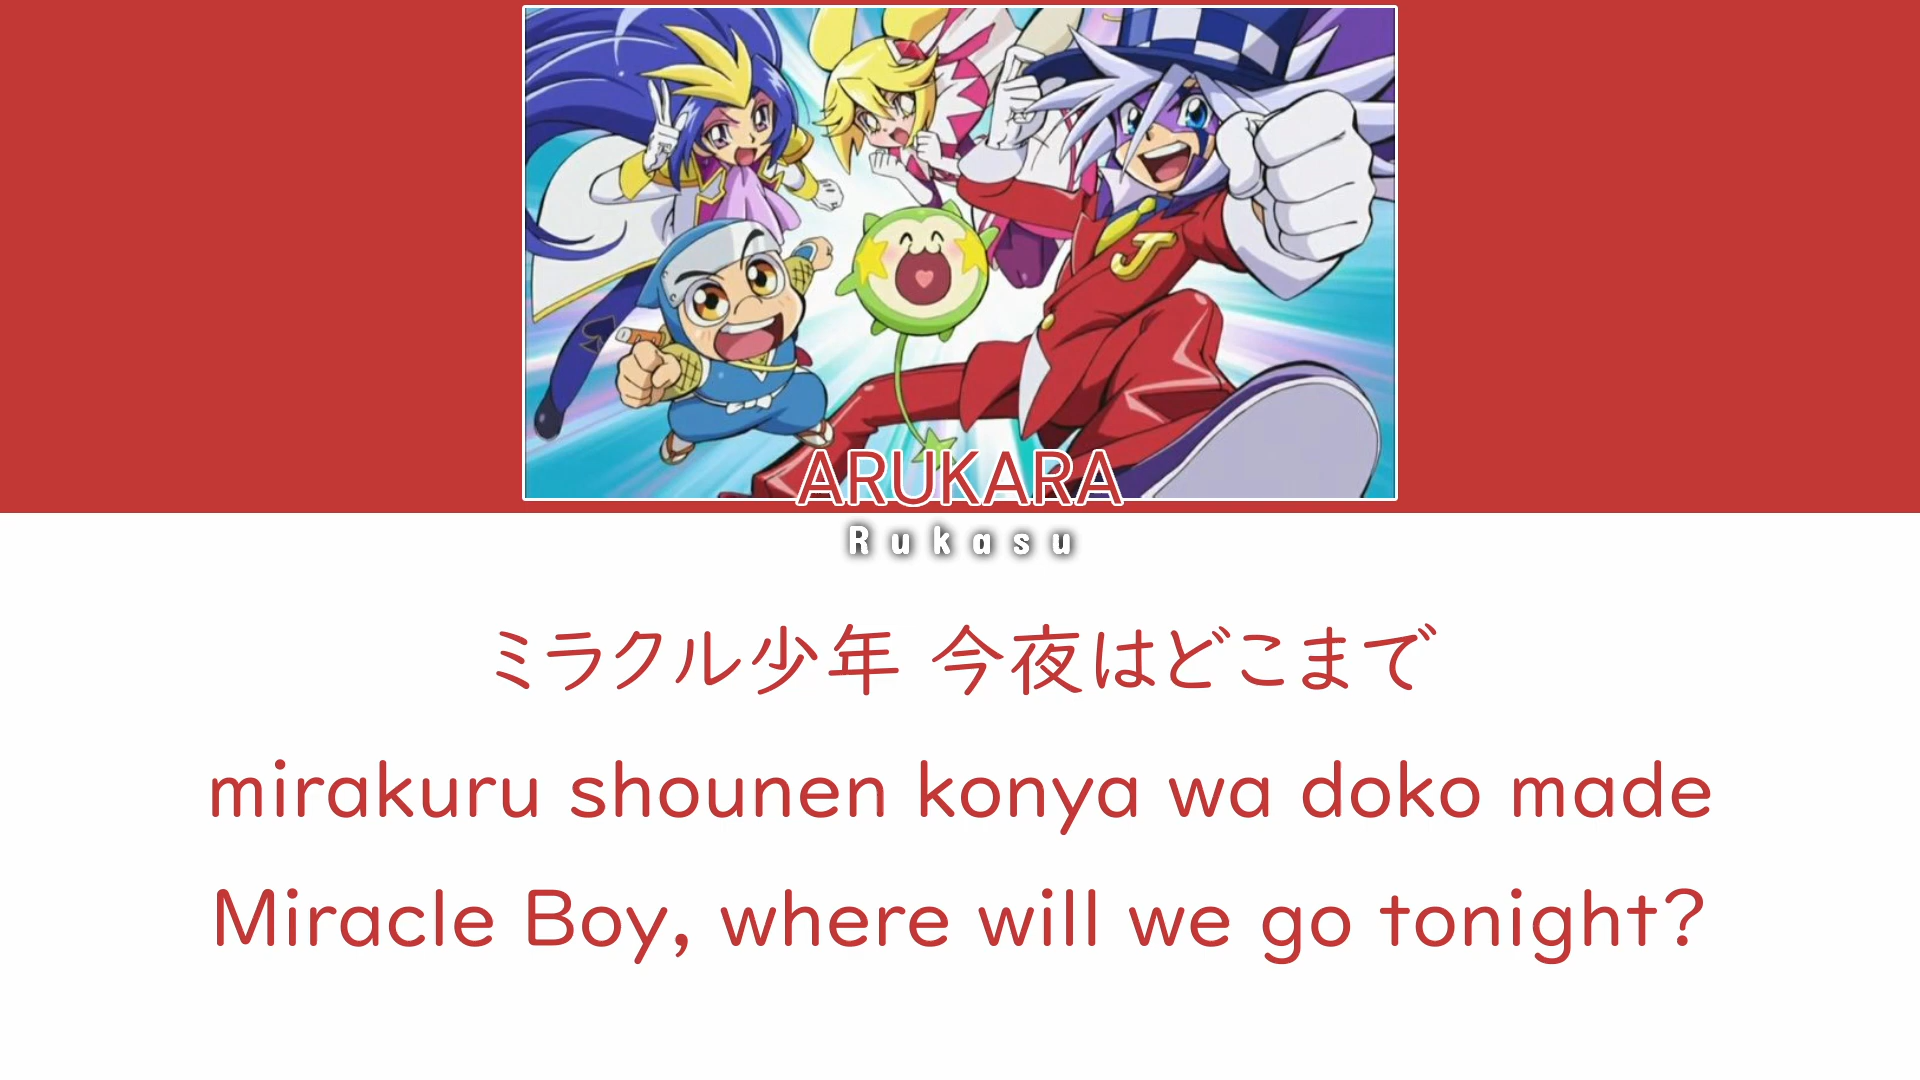 J
ARUKARA
Rukasu
ミラクル少年 今夜はどこまで
mirakuru shounen konya wa doko made
Miracle Boy, where will we go tonight?